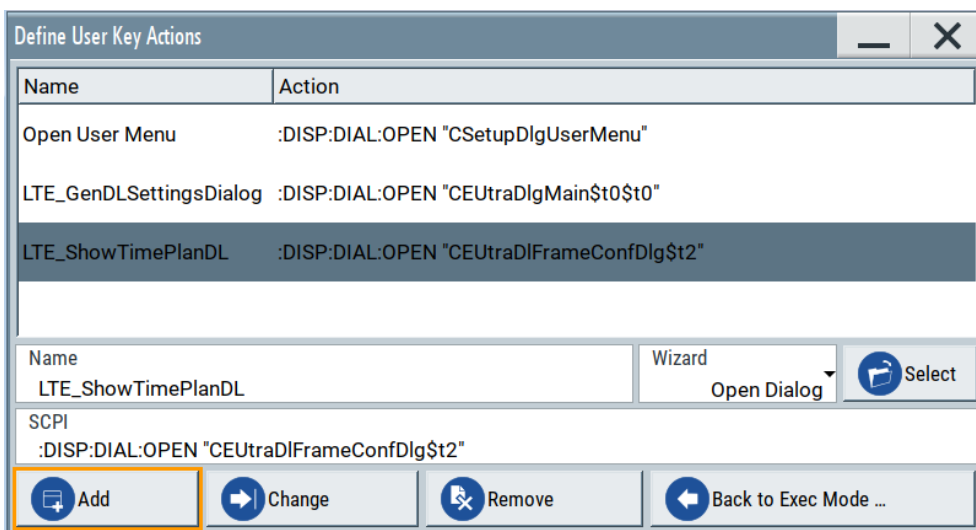 Define User Key Actions
Name Action
Open User Menu :DISP:DIAL:OPEN "CSetupDlgUserMenu"
LTE_GenDLSettingsDialog :DISP:DIAL:OPEN "CEUtraDlgMain$t0$t0"
LTE_ShowTimePlanDL :DISP:DIAL:OPEN "CEUtraDlFrameConfDlg$t2"
Name Wizard
LTE_ShowTimePlanDL Open Dialog Select
SCPI
:DISP:DIAL:OPEN "CEUtraDlFrameConfDlg$t2"
Add Change Remove Back to Exec Mode ...